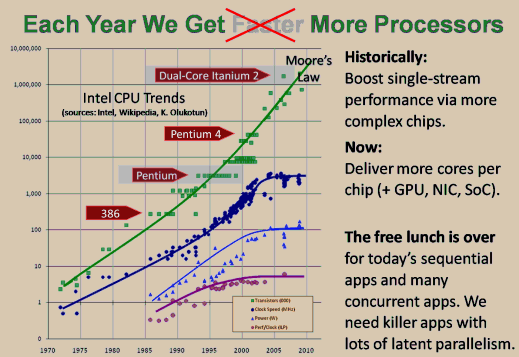 Each Year We Get Faster More Processors
Moore's
Law
Dual-Core Itanium 2
Intel CPU Trends
(sources: Intel, Wikipedia, K. Olukotun)
Pentium 4
Pentium
386
10,000,000
1,000,000
100,000
10,000
1,000
100
10
1
0
1970
1975
1980
1985
1990
1995
2000
2005
2010
Transistors (000)
Clock Speed (MHz)
Power (W)
Perf/Clock (ILP)
Historically:
Boost single-stream
performance via more
complex chips.
Now:
Deliver more cores per
chip (+ GPU, NIC, SoC).
The free lunch is over
for today's sequential
apps and many
concurrent apps. We
need killer apps with
lots of latent parallelism.